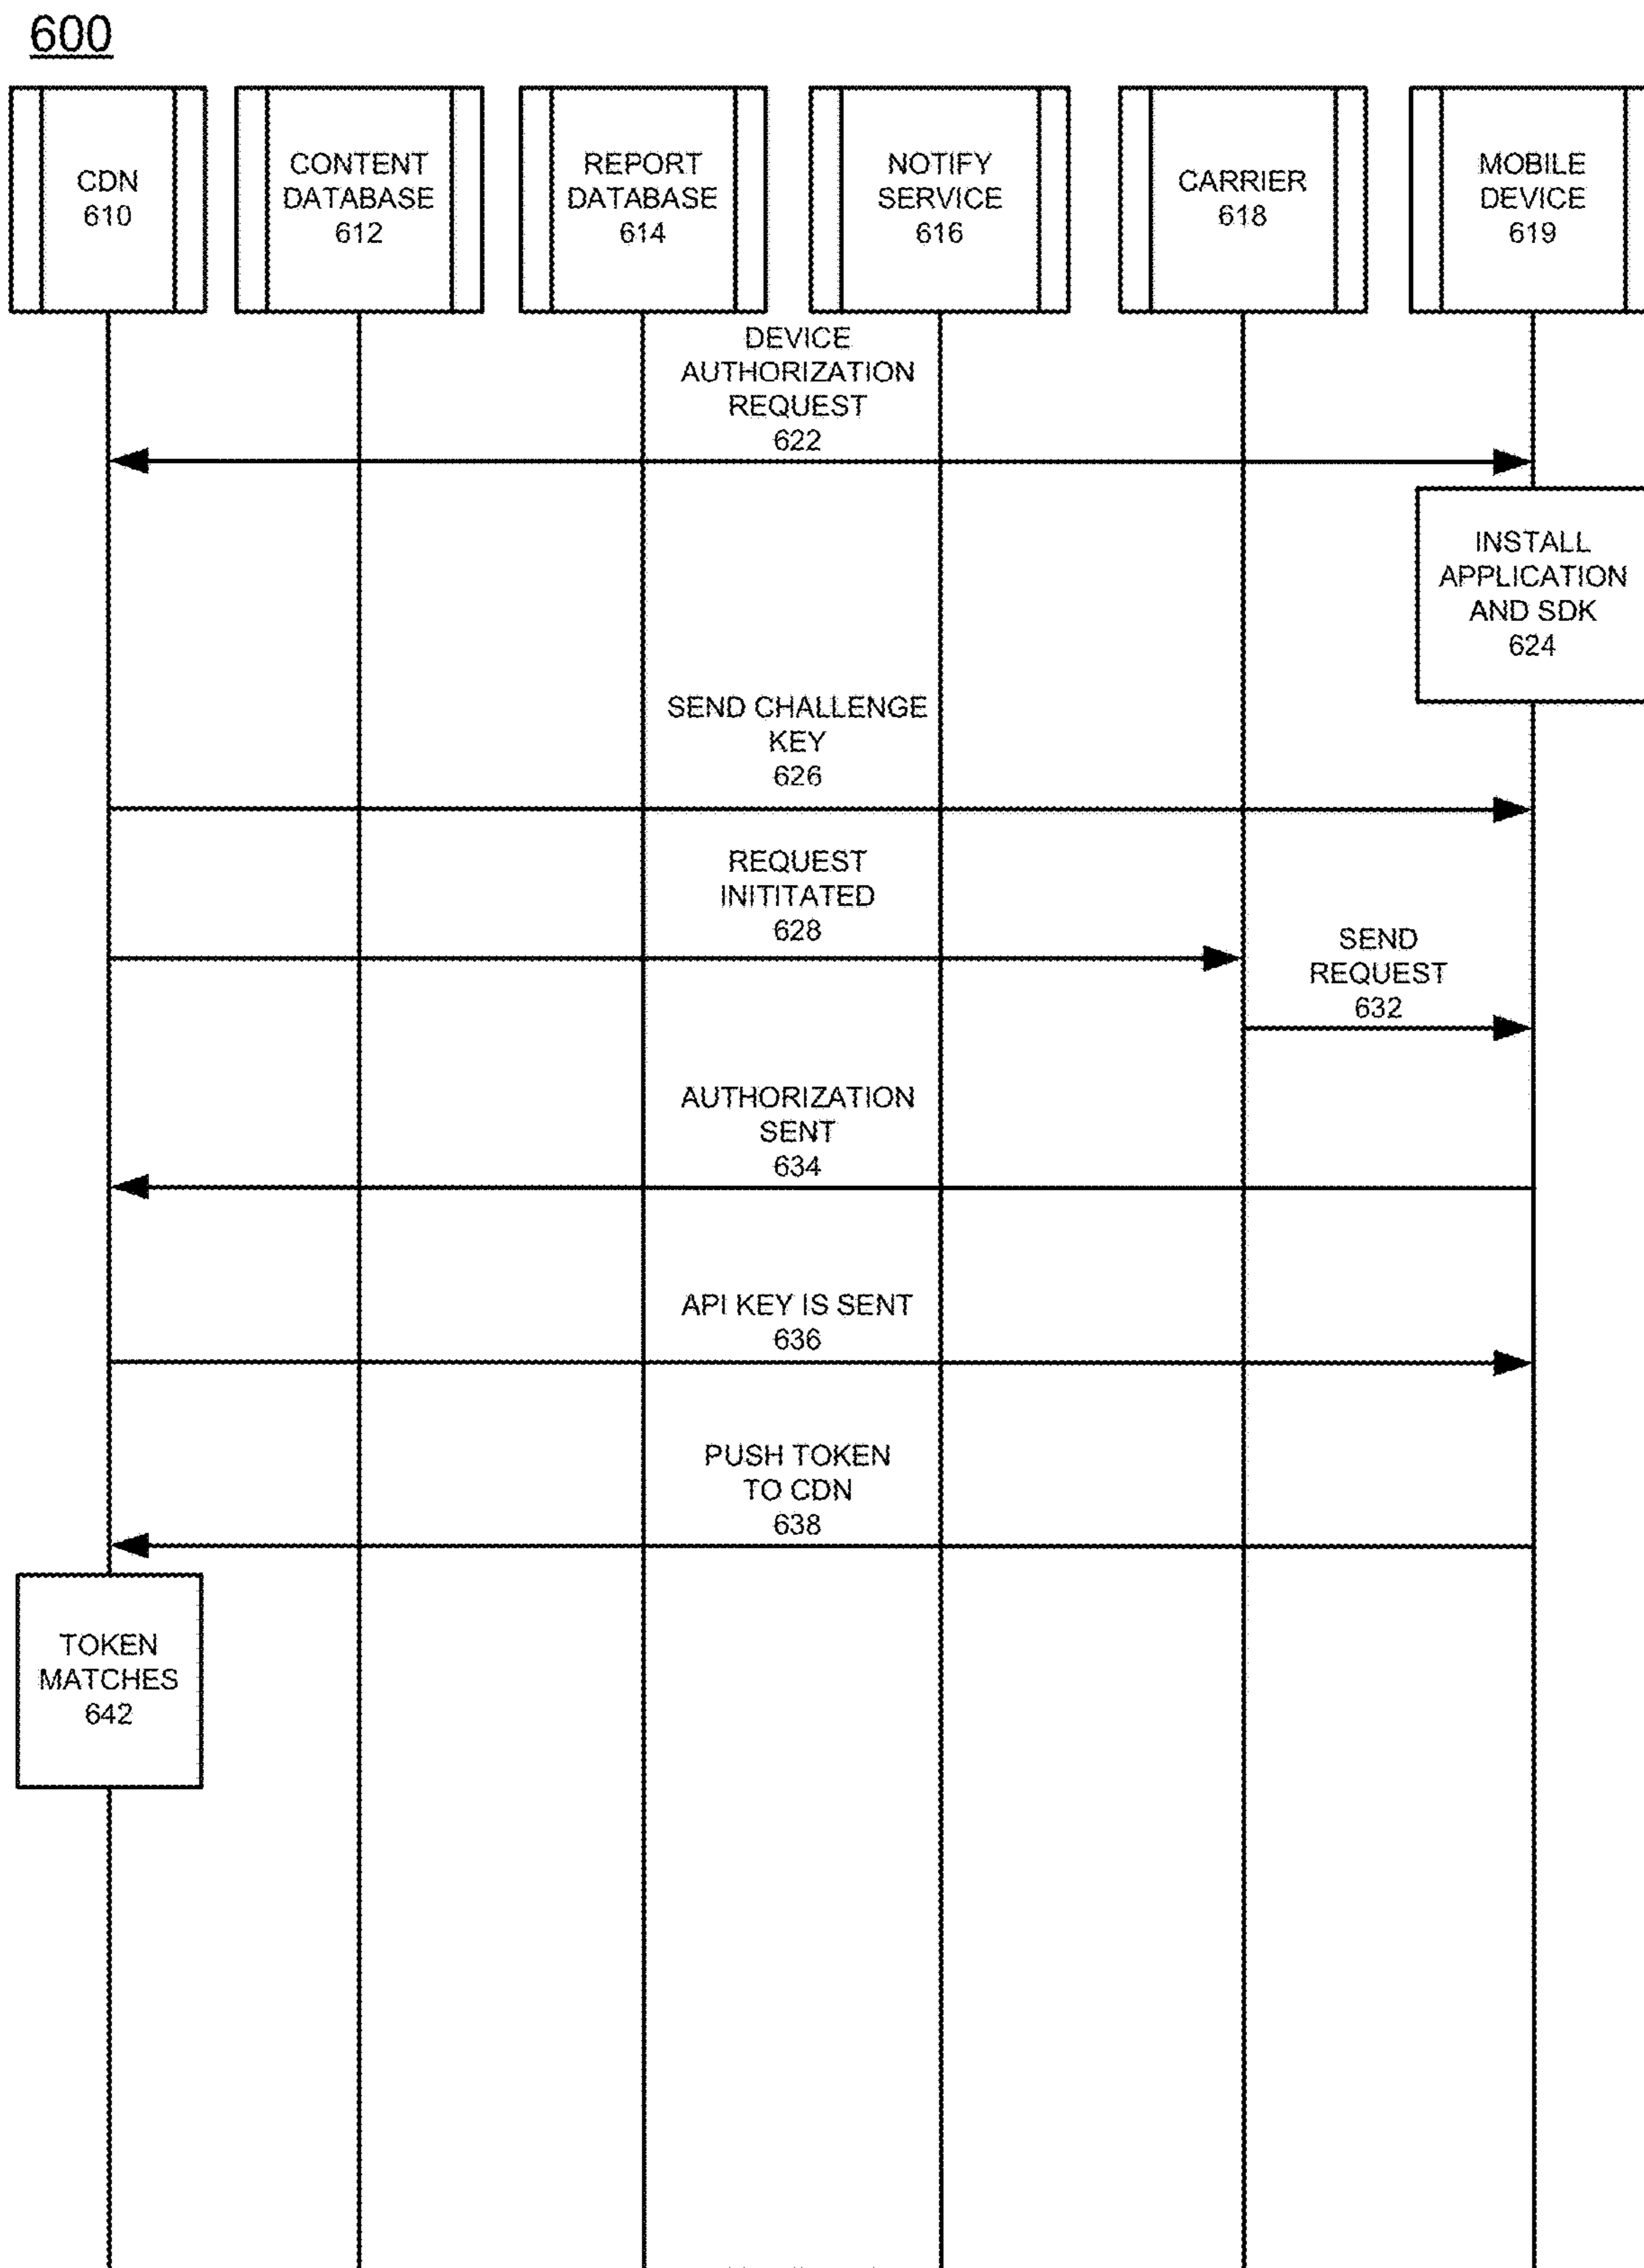 600
CDN
610
CONTENT
DATABASE
612
REPORT
DATABASE
614
NOTIFY
SERVICE
616
CARRIER
618
MOBILE
DEVICE
619
DEVICE
AUTHORIZATION
REQUEST
622
INSTALL
APPLICATION
AND SDK
624
SEND CHALLENGE
KEY
626
REQUEST
INITITATED
628
SEND
REQUEST
632
AUTHORIZATION
SENT
634
API KEY IS SENT
636
PUSH TOKEN
TO CDN
638
TOKEN
MATCHES
642